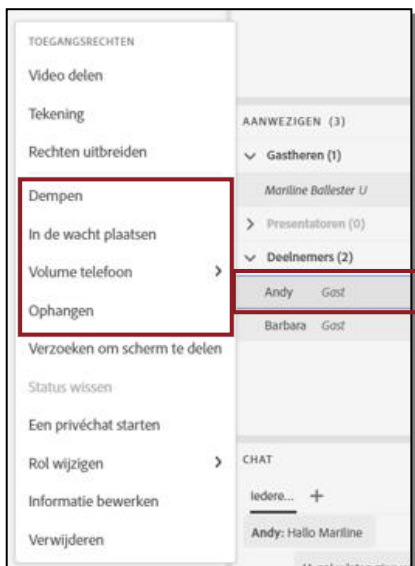 TOEGANGSRECHTEN
Video delen
Tekening
Rechten uitbreiden
Dempen
In de wacht plaatsen
Volume telefoon
Ophangen
Verzoeken om scherm te delen
Status wissen
Een privéchat starten
Rol wijzigen
Informatie bewerken
Verwijderen
AANWEZIGEN (3)
Gastheren (1)
Mariline Ballester U
Presentatoren (0)
Deelnemers (2)
Andy Gast
Barbara Gast
CHAT
Iedere... +
Andy: Hallo Mariline